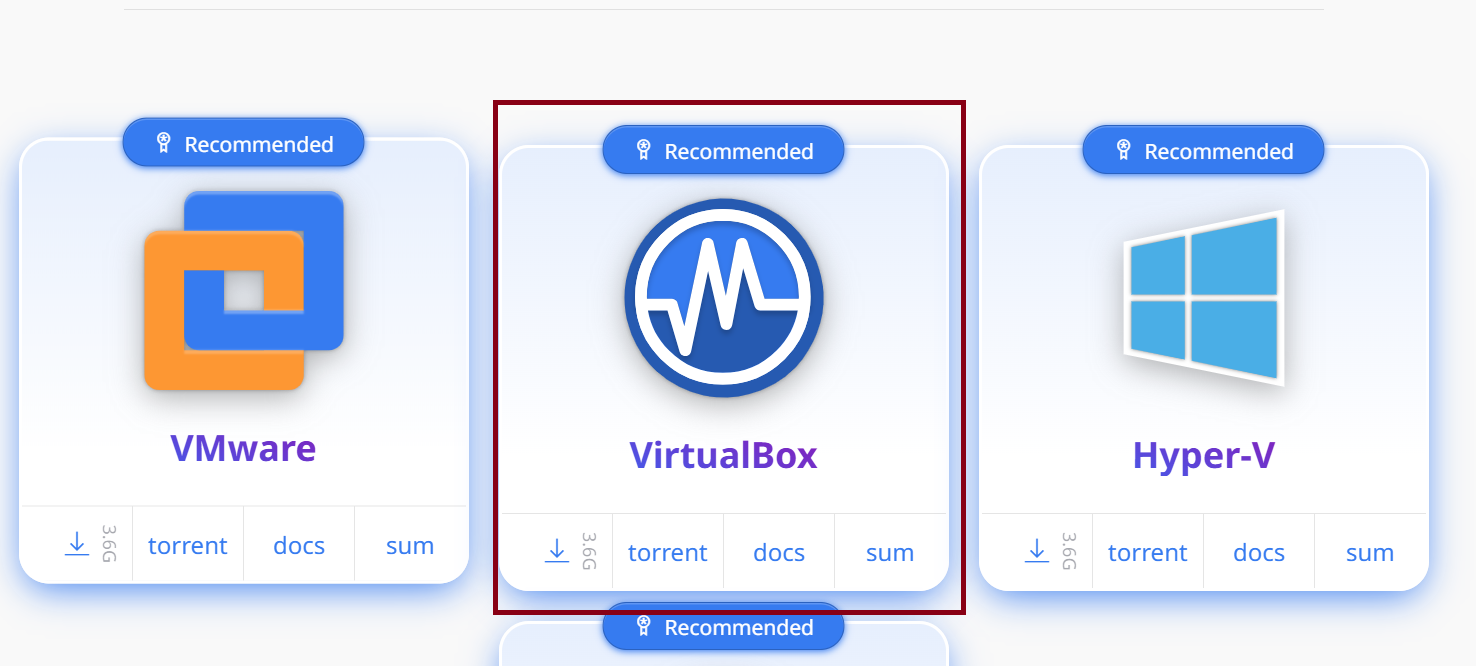 Recommended
Recommended
Recommended
VMware
VirtualBox
Hyper-V
3.6G torrent docs sum
3.6G torrent docs sum
3.6G torrent docs sum
Recommended